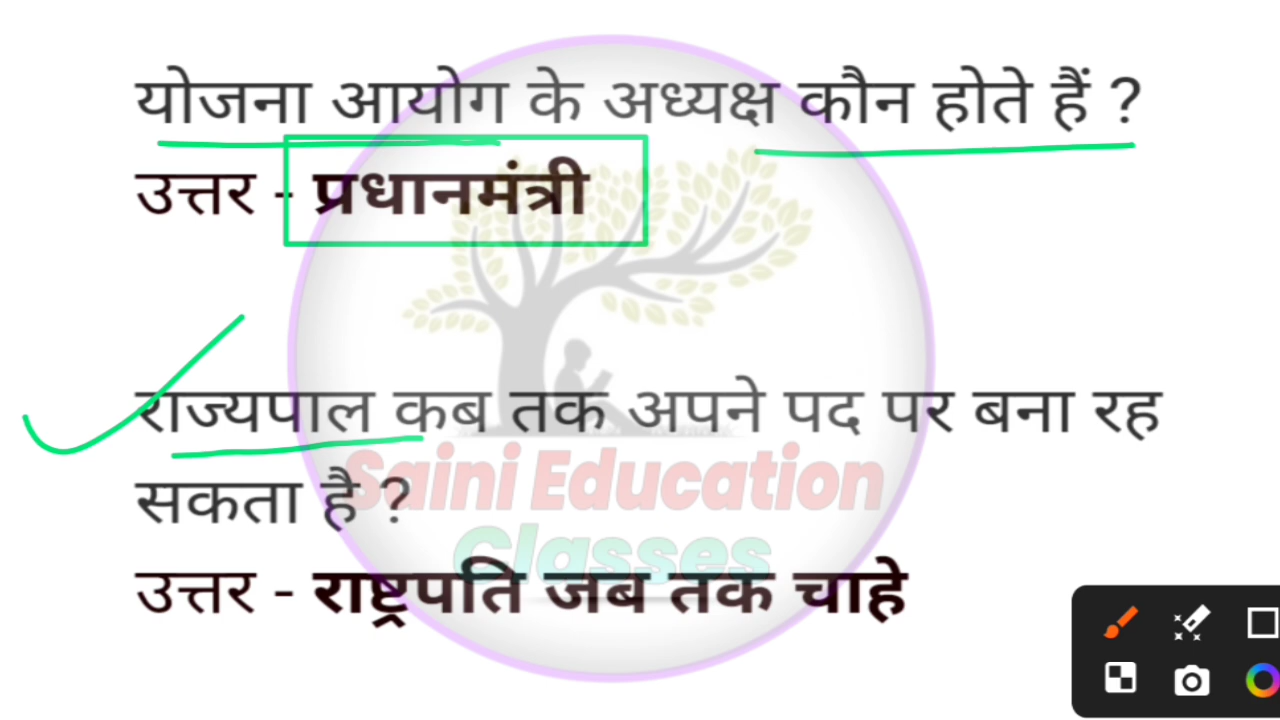 योजना आयोग के अध्यक्ष कौन होते हैं ?
उत्तर - प्रधानमंत्री
राज्यपाल कब तक अपने पद पर बना रह
सकता है ?
Saini Education
Classes
उत्तर - राष्ट्रपति जब तक चाहे